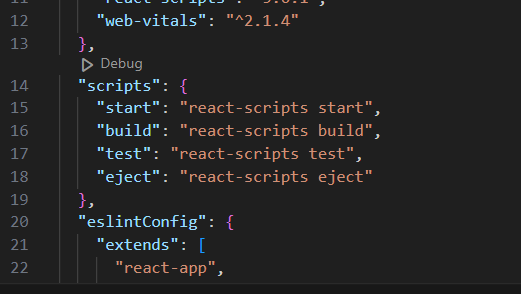 12 "web-vitals": "^2.1.4"
13 },
Debug
14 "scripts": {
15 "start": "react-scripts start",
16 "build": "react-scripts build",
17 "test": "react-scripts test",
18 "eject": "react-scripts eject"
19 },
20 "eslintConfig": {
21 "extends": [
22 "react-app",